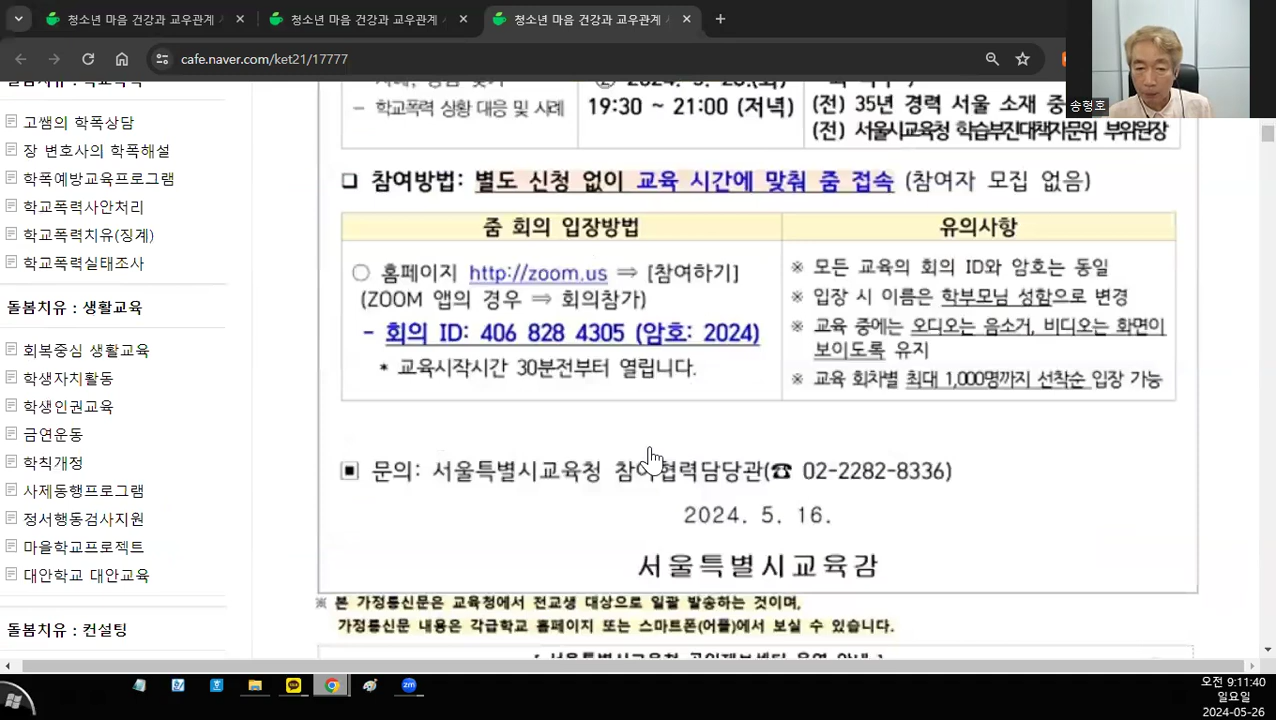 청소년 마음 건강과 교우관계
청소년 마음 건강과 교우관계
청소년 마음 건강과 교우관계
cafe.naver.com/ket21/17777
송형호
고쌤의 학폭상담
장 변호사의 학폭해설
학폭예방교육프로그램
학교폭력사안처리
학교폭력치유(징계)
학교폭력실태조사
돌봄치유 : 생활교육
회복중심 생활교육
학생자치활동
학생인권교육
금연운동
학칙개정
사제동행프로그램
정서행동검사지원
마을학교프로젝트
대안학교 대안교육
돌봄치유 : 컨설팅
- 학교폭력 상황 대응 및 사례
19:30 ~ 21:00 (저녁)
(전) 35년 경력 서울 소재 중
(전) 서울시교육청 학습부진대책자문위 부위원장
❏ 참여방법: 별도 신청 없이 교육 시간에 맞춰 줌 접속 (참여자 모집 없음)
줌 회의 입장방법
○ 홈페이지 http://zoom.us ⇒ [참여하기]
(ZOOM 앱의 경우 ⇒ 회의참가)
- 회의 ID: 406 828 4305 (암호: 2024)
* 교육시작시간 30분전부터 열립니다.
유의사항
※ 모든 교육의 회의 ID와 암호는 동일
※ 입장 시 이름은 학부모님 성함으로 변경
※ 교육 중에는 오디오는 음소거, 비디오는 화면이
보이도록 유지
※ 교육 회차별 최대 1,000명까지 선착순 입장 가능
▣ 문의: 서울특별시교육청 참여협력담당관(☎ 02-2282-8336)
2024. 5. 16.
서울특별시교육감
※ 본 가정통신문은 교육청에서 전교생 대상으로 일괄 발송하는 것이며,
가정통신문 내용은 각급학교 홈페이지 또는 스마트폰(어플)에서 보실 수 있습니다.
오전 9:11:40
일요일
2024-05-26